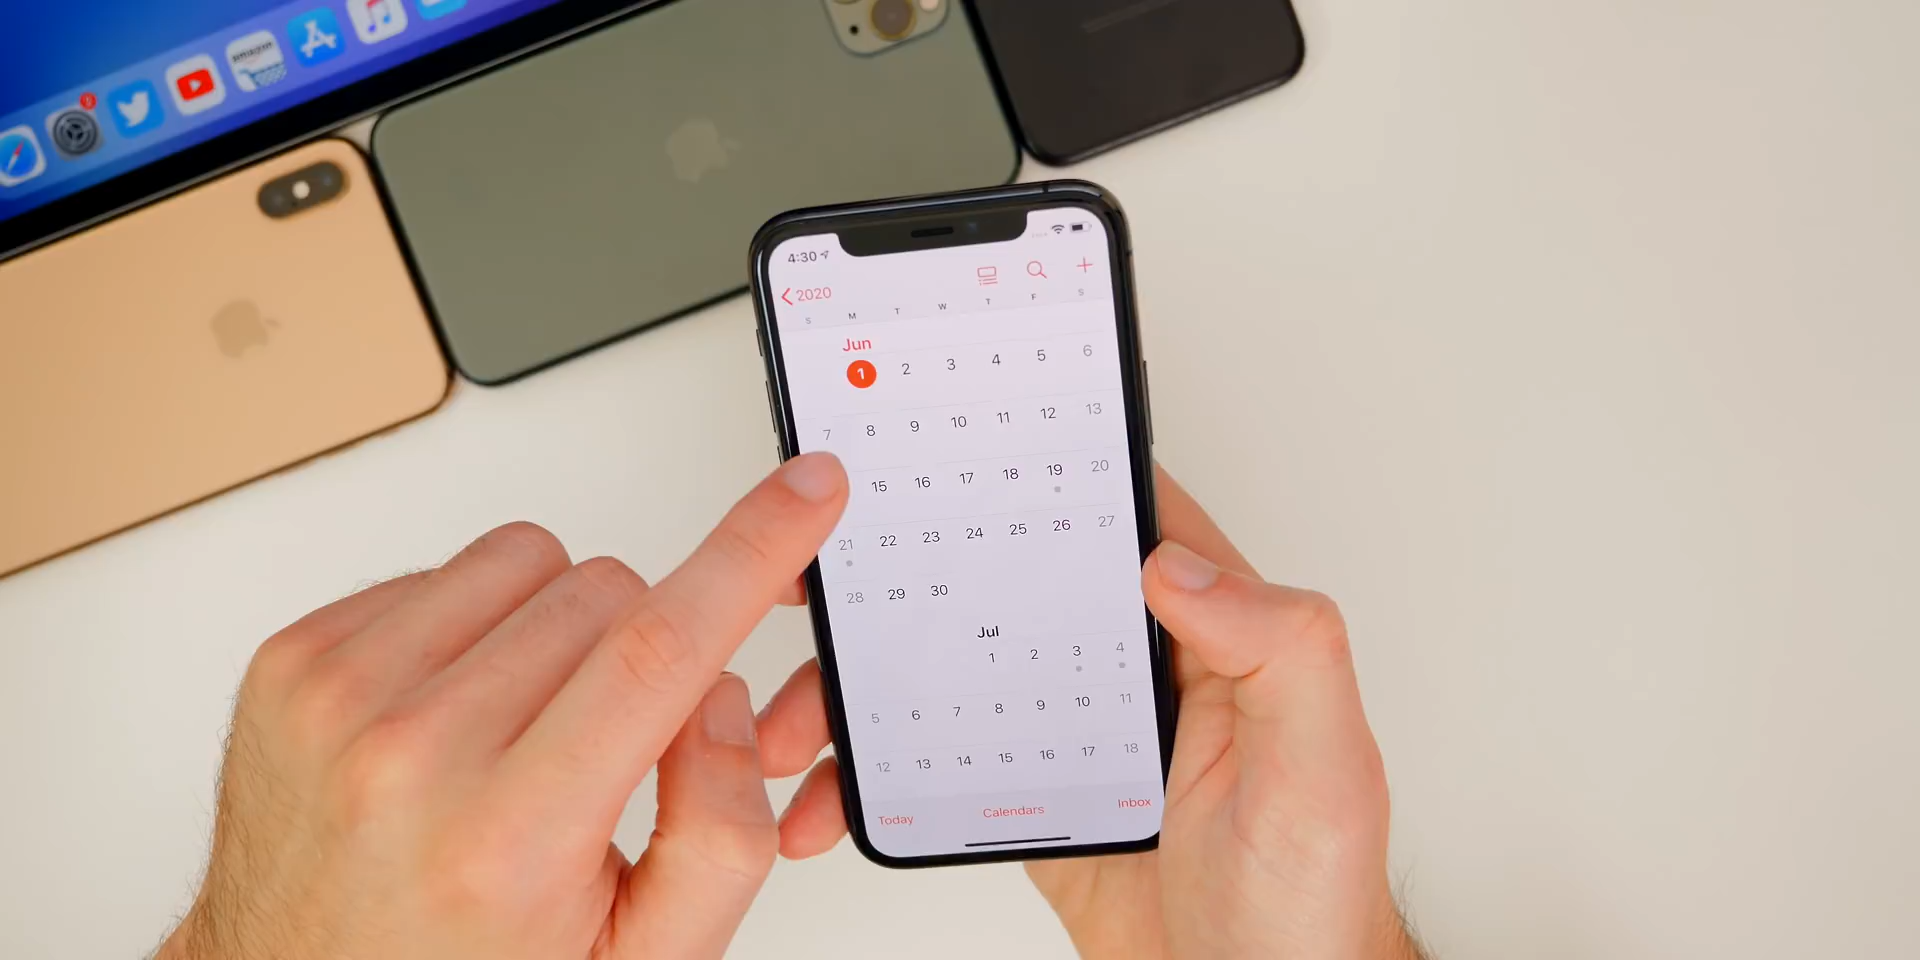 amazon
4:30
2020
S M T W T F S
Jun
1 2 3 4 5 6
7 8 9 10 11 12 13
15 16 17 18 19 20
21 22 23 24 25 26 27
28 29 30
Jul
1 2 3 4
5 6 7 8 9 10 11
12 13 14 15 16 17 18
Today Calendars Inbox